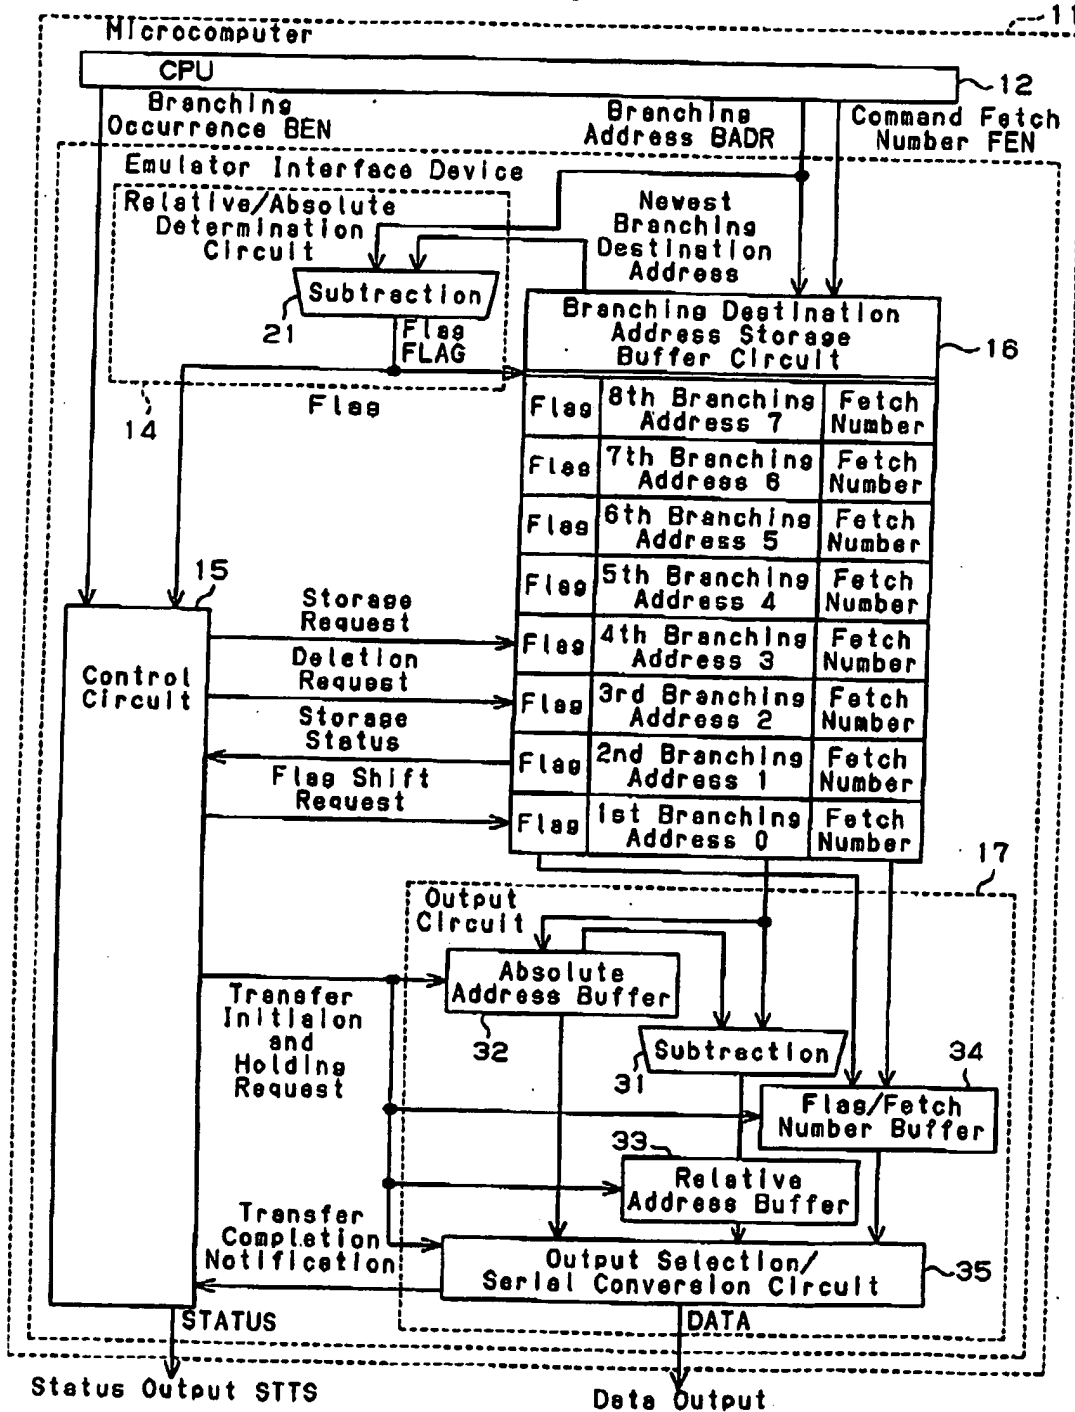 11
Microcomputer
CPU
12
Branching
Occurrence BEN
Branching
Address BADR
Command Fetch
Number FEN
Emulator Interface Device
Relative/Absolute
Determination
Circuit
Newest
Branching
Destination
Address
Subtraction
21
Flag
FLAG
Branching Destination
Address Storage
Buffer Circuit
16
14
Flag
Flag
8th Branching
Address 7
Fetch
Number
Flag
7th Branching
Address 6
Fetch
Number
Flag
6th Branching
Address 5
Fetch
Number
Flag
5th Branching
Address 4
Fetch
Number
Flag
4th Branching
Address 3
Fetch
Number
Flag
3rd Branching
Address 2
Fetch
Number
Flag
2nd Branching
Address 1
Fetch
Number
Flag
1st Branching
Address 0
Fetch
Number
15
Control
Circuit
Storage
Request
Deletion
Request
Storage
Status
Flag Shift
Request
17
Output
Circuit
Absolute
Address Buffer
32
Transfer
Initiaion
and
Holding
Request
Subtraction
31
34
Flag/Fetch
Number Buffer
33
Relative
Address Buffer
Transfer
Completion
Notification
Output Selection/
Serial Conversion Circuit
35
STATUS
DATA
Status Output STTS
Data Output